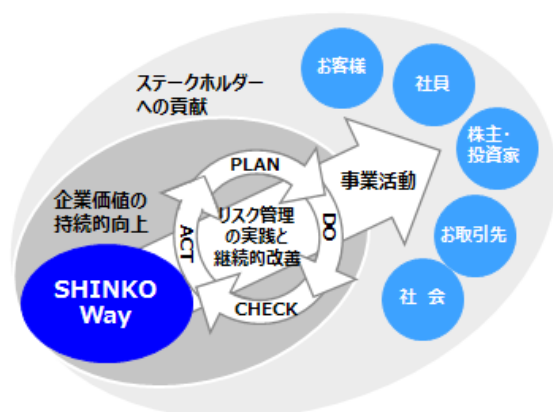 お客様
社員
株主・
投資家
お取引先
社 会
ステークホルダー
への貢献
事業活動
企業価値の
持続的向上
PLAN
DO
CHECK
ACT
リスク管理
の実践と
継続的改善
SHINKO
Way